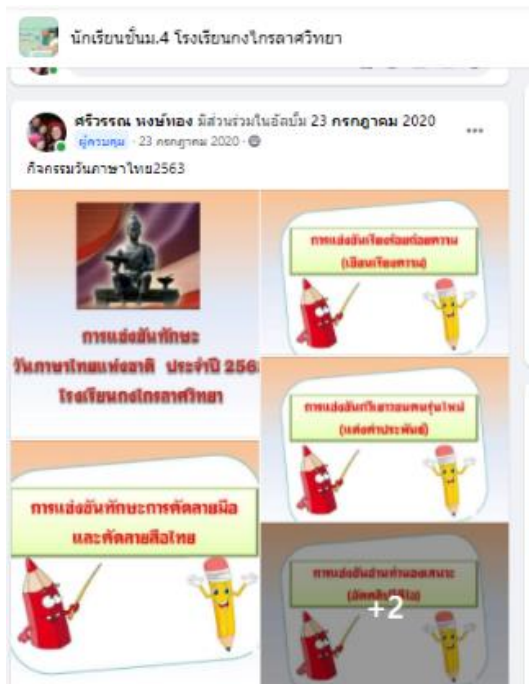 นักเรียนชั้นม.4 โรงเรียนกงไกรลาศวิทยา
ศรีวรรณ หงษ์ทอง มีส่วนร่วมในอัลบั้ม 23 กรกฎาคม 2020
ผู้ควบคุม · 23 กรกฎาคม 2020 ·
กิจกรรมวันภาษาไทย2563
การแข่งขันทักษะ
วันภาษาไทยแห่งชาติ ประจำปี 256
โรงเรียนกงไกรลาศวิทยา
การแข่งขันเรียงร้อยถ้อยความ
(เขียนเรียงความ)
การแข่งขันกวีเยาวชนคนรุ่นใหม่
(แต่งคำประพันธ์)
การแข่งขันทักษะการคัดลายมือ
และคัดลายสือไทย
การแข่งขันอ่านทำนองเสนาะ
+2